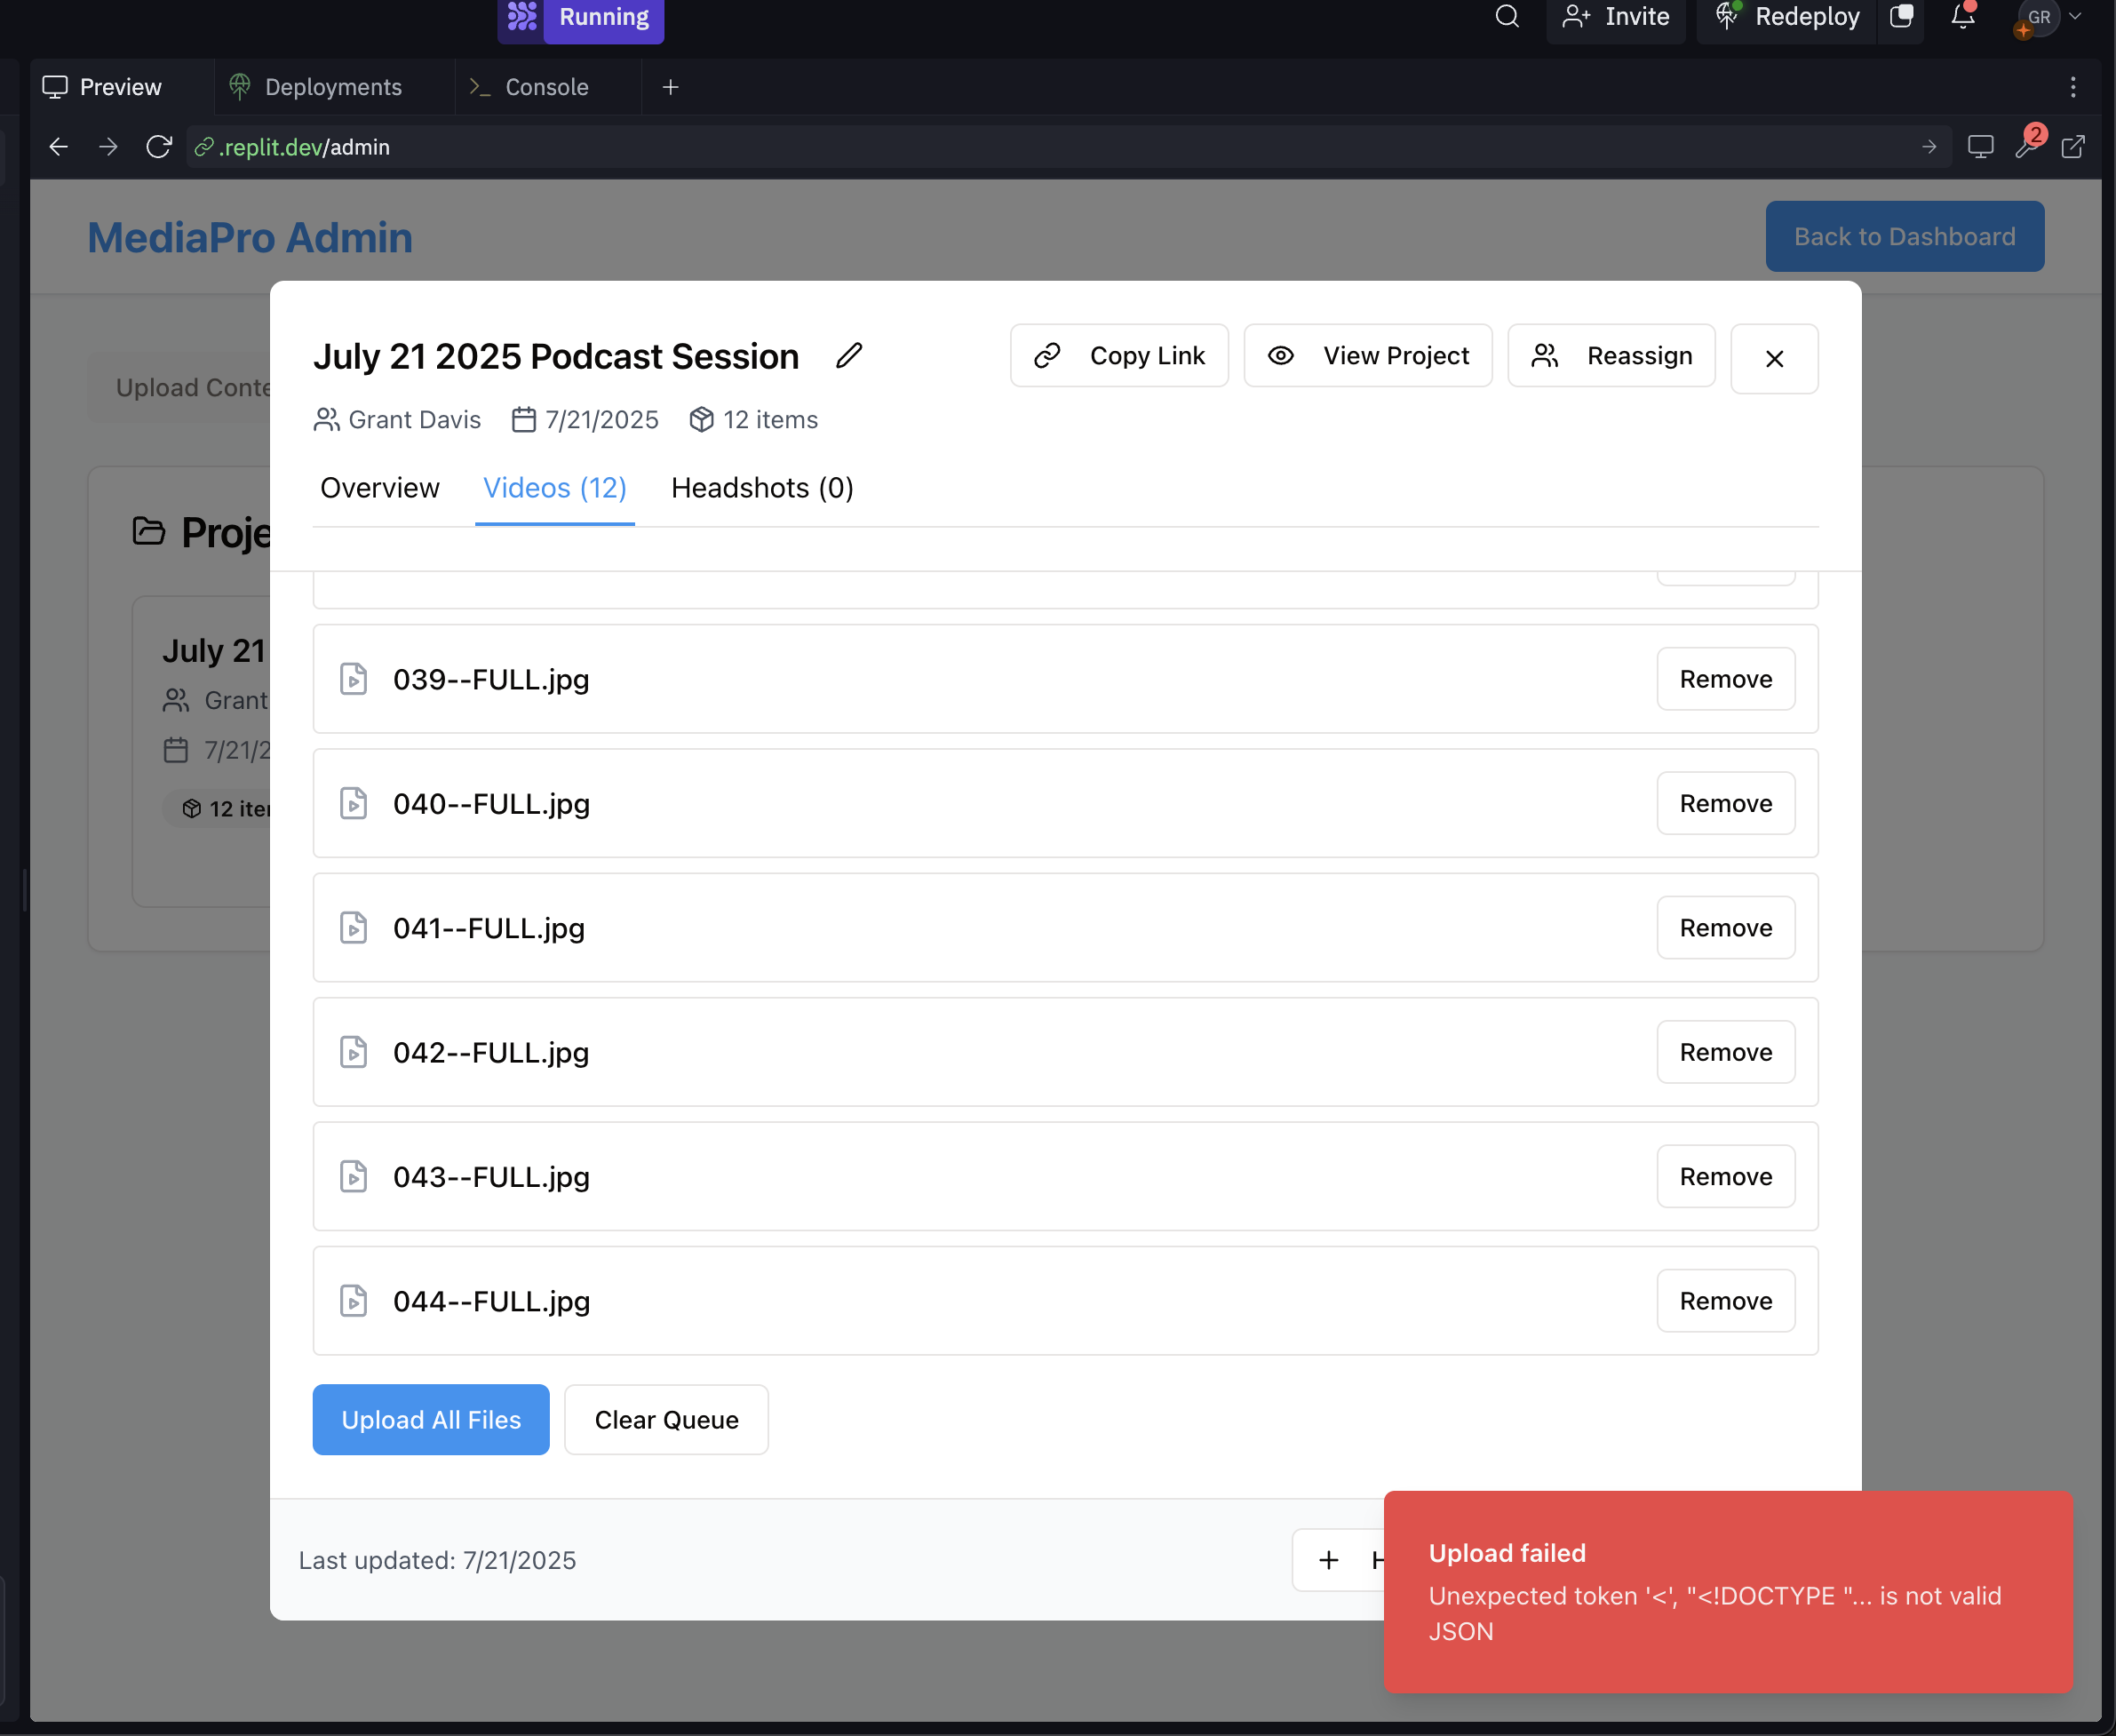 Running
Invite
Redeploy
GR
Preview
Deployments
Console
.replit.dev/admin
2
MediaPro Admin
Back to Dashboard
Upload Conte
July 21 2025 Podcast Session
Copy Link
View Project
Reassign
Grant Davis
7/21/2025
12 items
Overview
Videos (12)
Headshots (0)
Proje
July 21
Grant
7/21/2
12 iter
039--FULL.jpg
Remove
040--FULL.jpg
Remove
041--FULL.jpg
Remove
042--FULL.jpg
Remove
043--FULL.jpg
Remove
044--FULL.jpg
Remove
Upload All Files
Clear Queue
Last updated: 7/21/2025
+ H
Upload failed
Unexpected token '<', "<!DOCTYPE "... is not valid
JSON